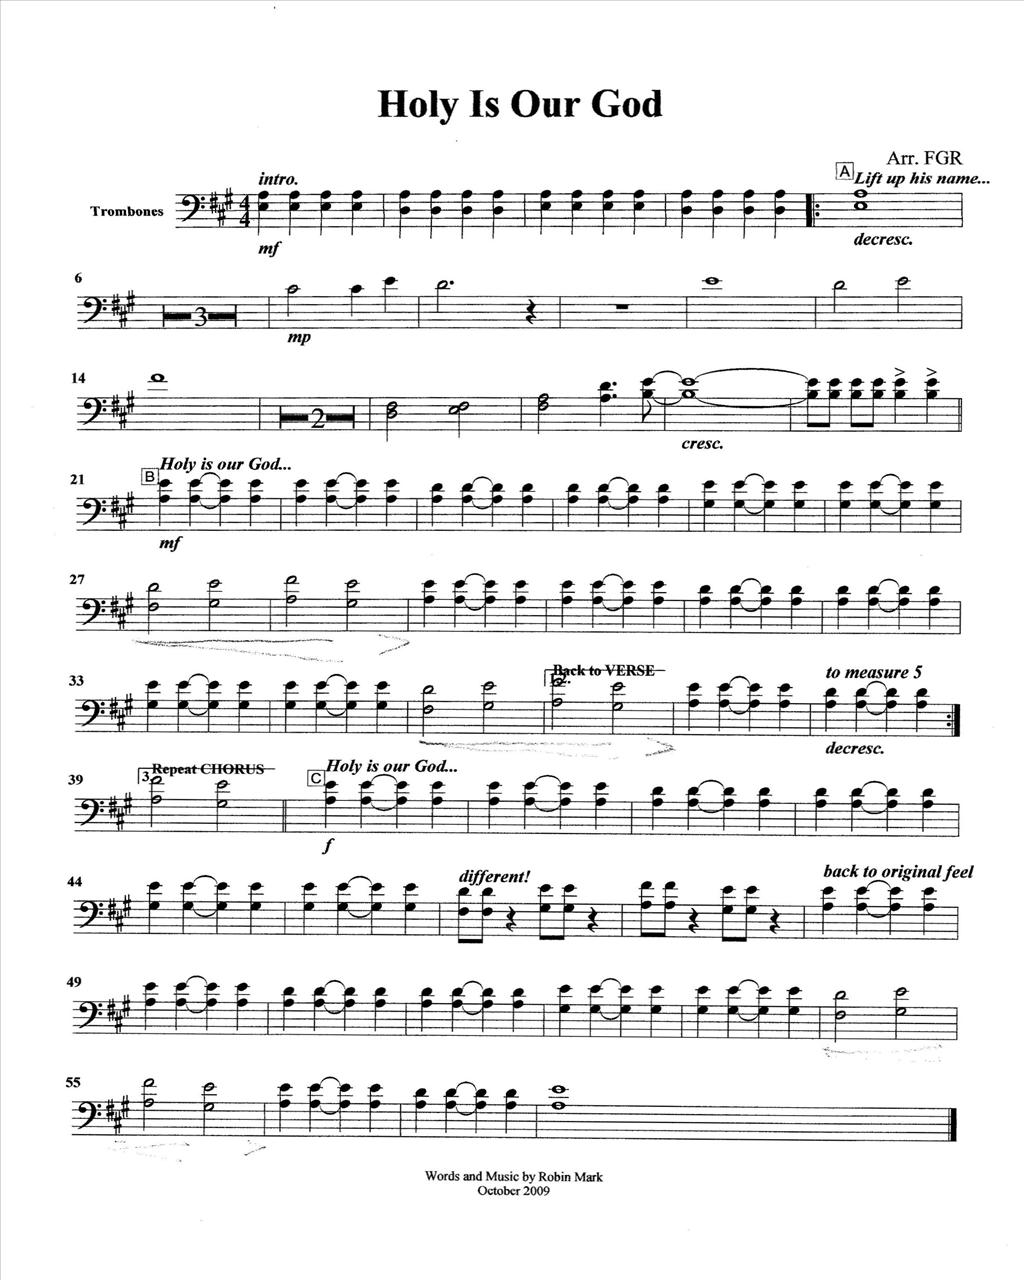 Holy Is Our God
Arr. FGR
intro.
A
Lift up his name...
Trombones
4
4
mf
decresc.
6
3
mp
14
2
cresc.
B
Holy is our God...
21
mf
27
33
Back to VERSE
2.
to measure 5
decresc.
39
3.
Repeat CHORUS
C
Holy is our God...
f
44
different!
back to original feel
49
55
Words and Music by Robin Mark
October 2009